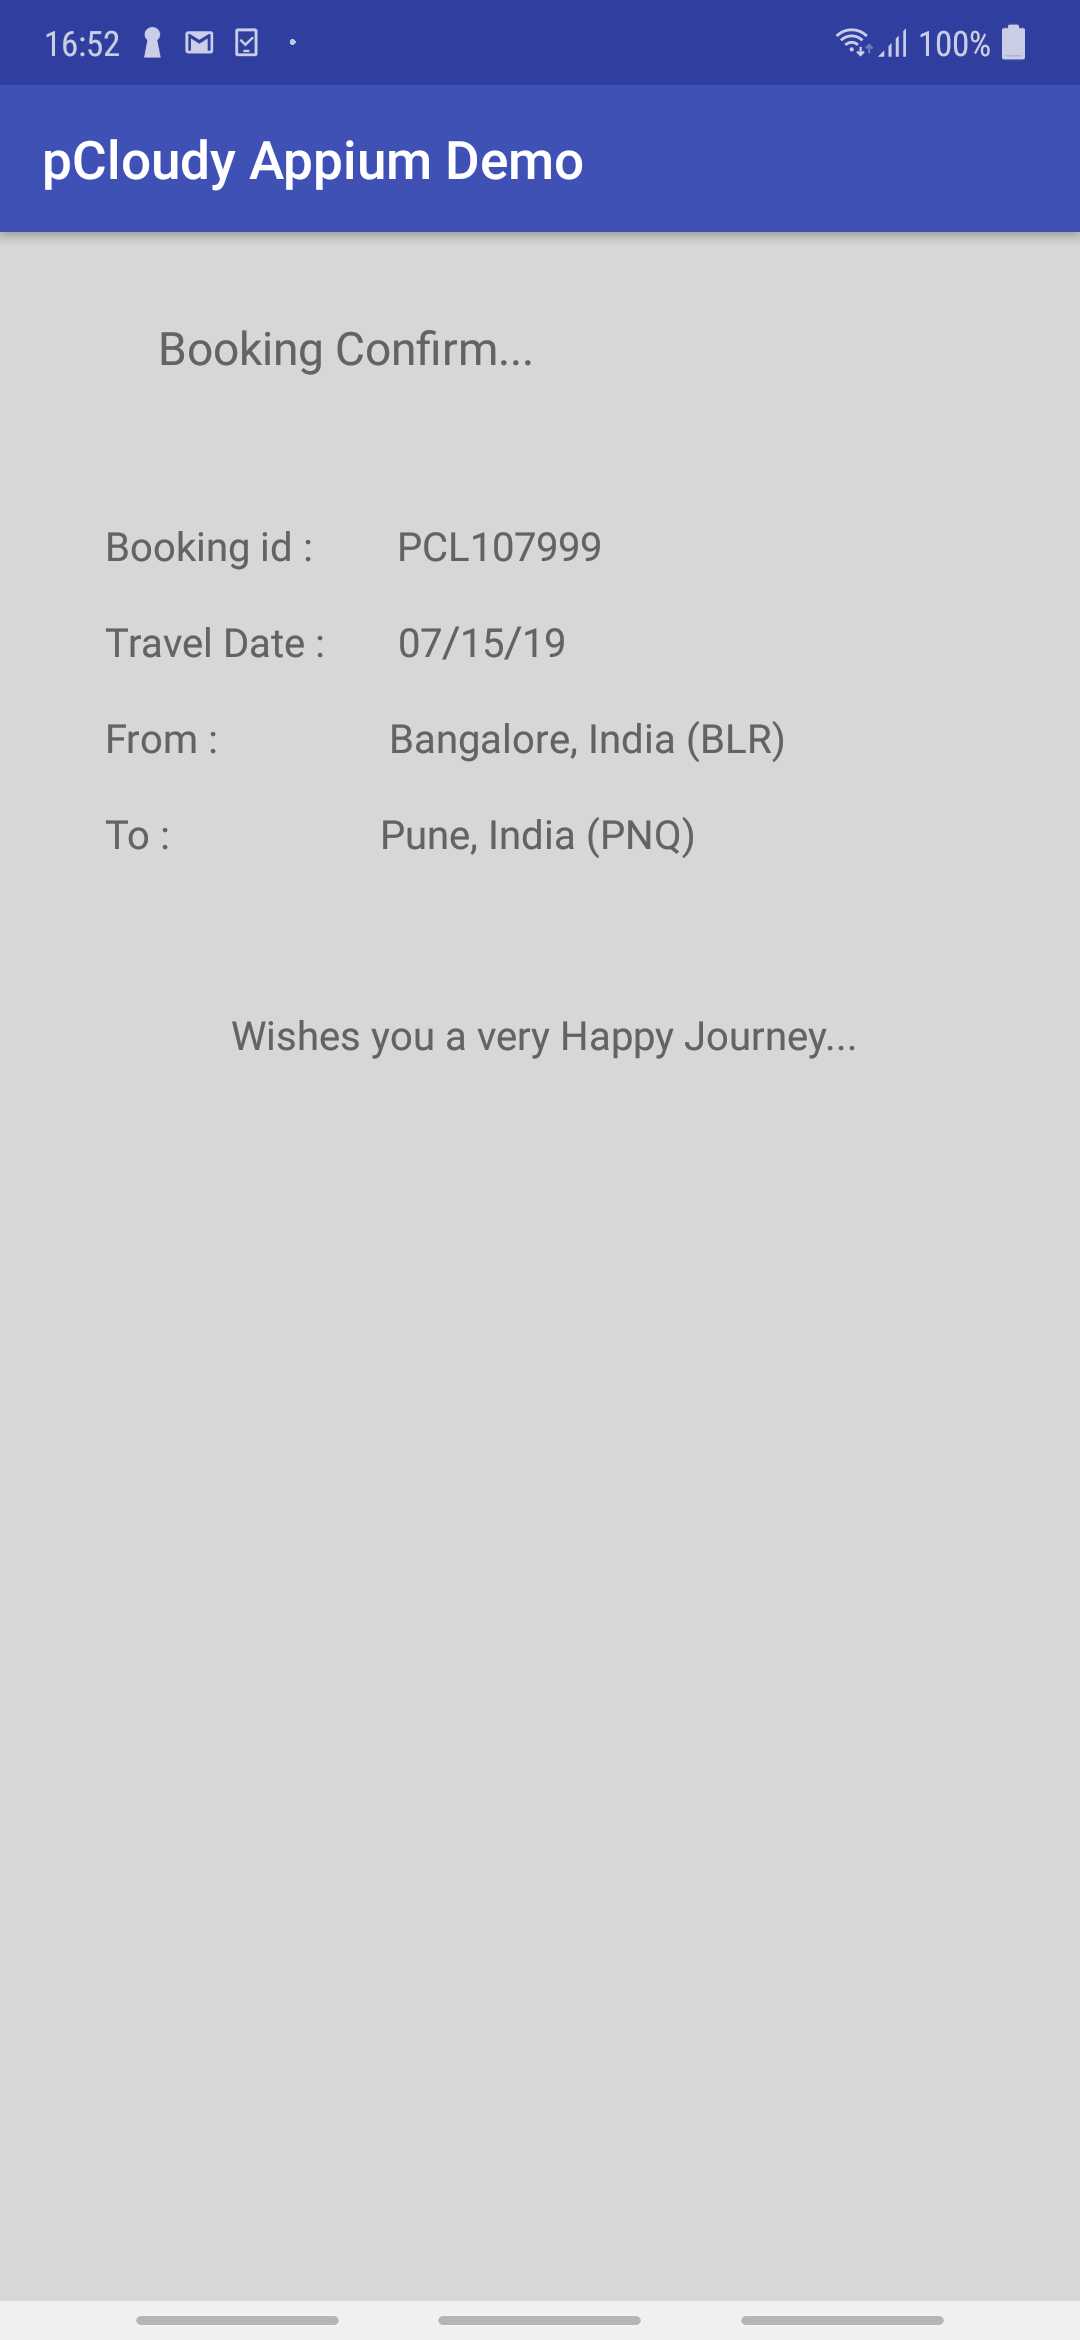 16:52 100%
pCloudy Appium Demo
Booking Confirm...
Booking id : PCL107999
Travel Date : 07/15/19
From : Bangalore, India (BLR)
To : Pune, India (PNQ)
Wishes you a very Happy Journey...